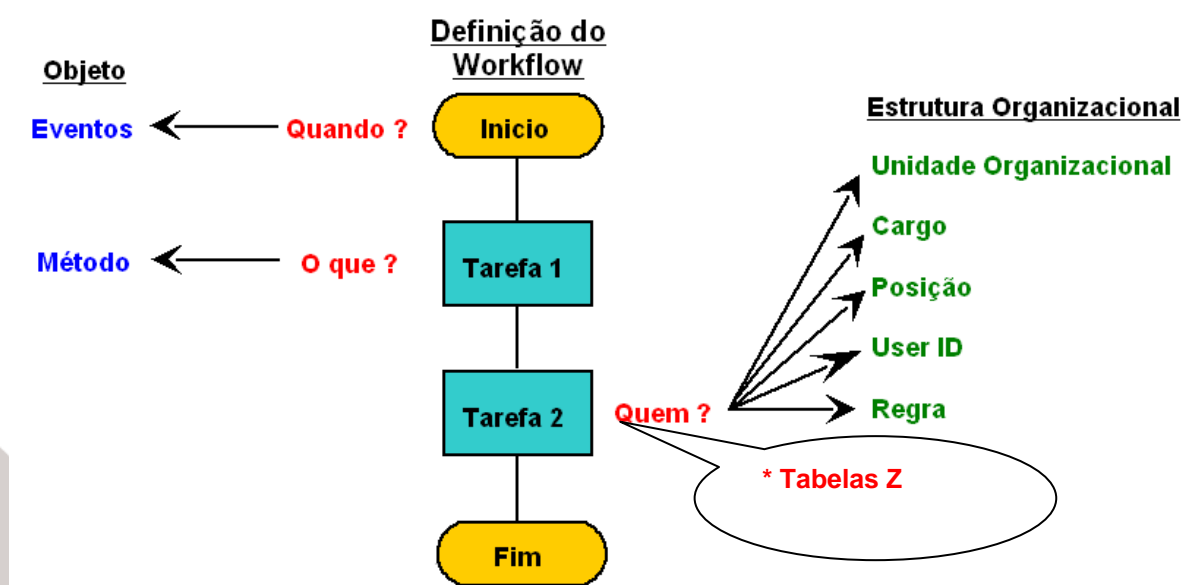 Definição do
Workflow
Objeto
Eventos
Quando ?
Inicio
Estrutura Organizacional
Unidade Organizacional
Cargo
Método
O que ?
Tarefa 1
Posição
User ID
Tarefa 2
Quem ?
Regra
* Tabelas Z
Fim